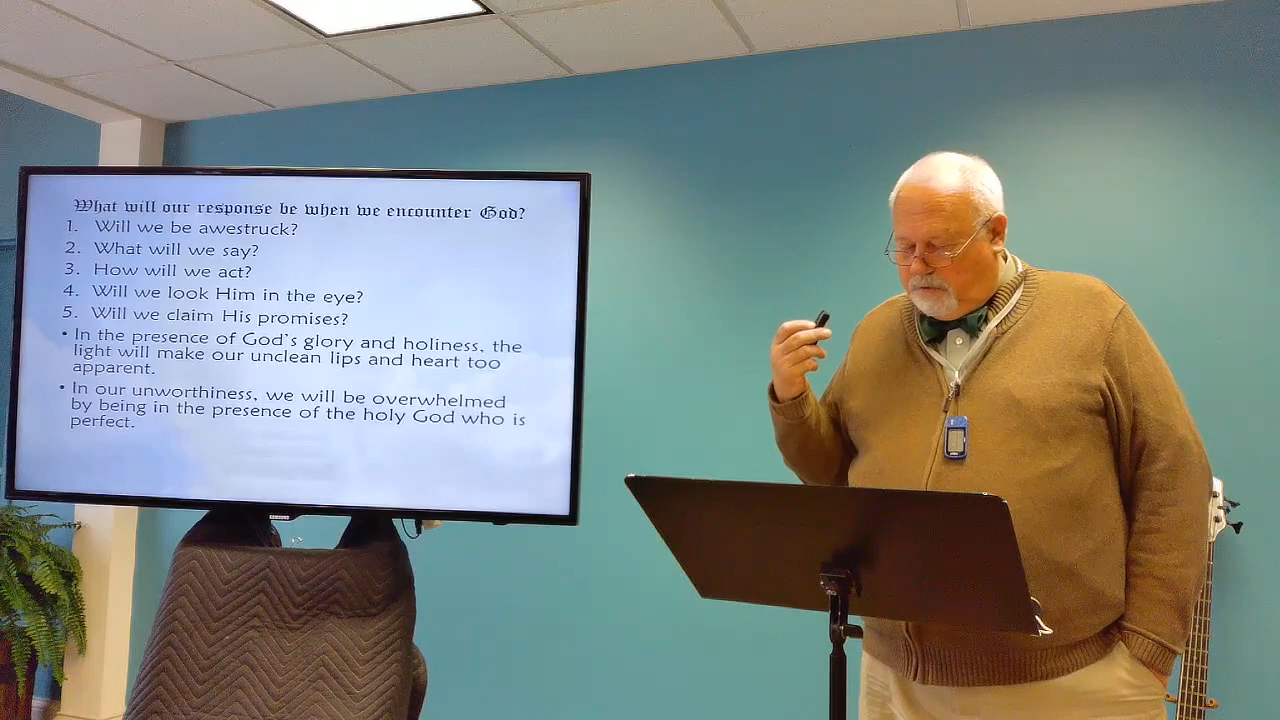 What will our response be when we encounter God?
1. Will we be awestruck?
2. What will we say?
3. How will we act?
4. Will we look Him in the eye?
5. Will we claim His promises?
• In the presence of God's glory and holiness, the
light will make our unclean lips and heart too
apparent.
• In our unworthiness, we will be overwhelmed
by being in the presence of the holy God who is
perfect.